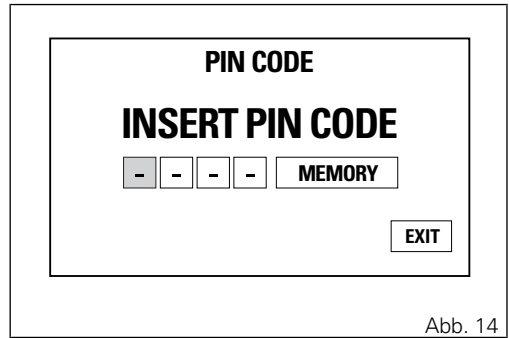 PIN CODE
INSERT PIN CODE
- - - - MEMORY
EXIT
Abb. 14